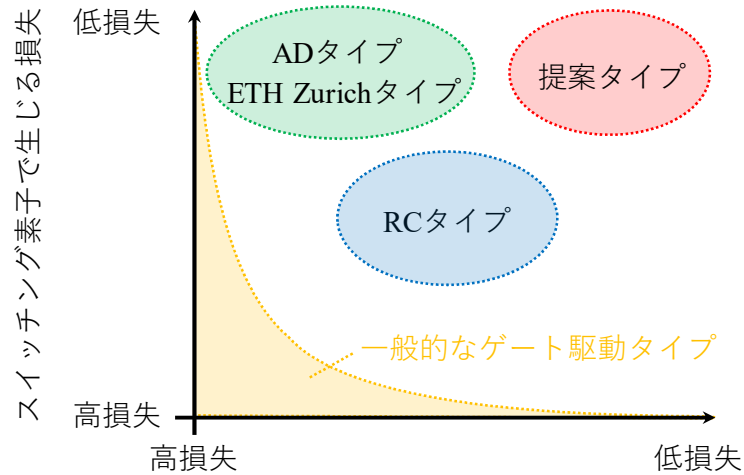 スイッチング素子で生じる損失
低損失
ADタイプ
ETH Zurichタイプ
提案タイプ
RCタイプ
一般的なゲート駆動タイプ
高損失
高損失
低損失